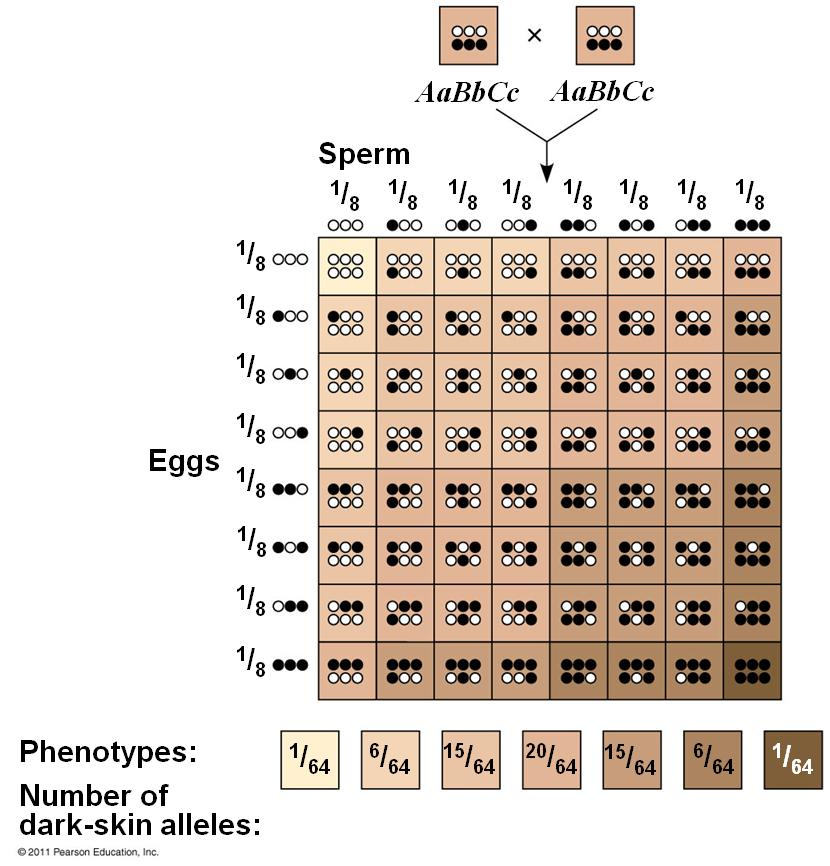 ×
AaBbCc AaBbCc
Sperm
1/8 1/8 1/8 1/8 1/8 1/8 1/8 1/8
1/8
1/8
1/8
1/8
Eggs
1/8
1/8
1/8
1/8
Phenotypes: 1/64 6/64 15/64 20/64 15/64 6/64 1/64
Number of
dark-skin alleles:
© 2011 Pearson Education, Inc.